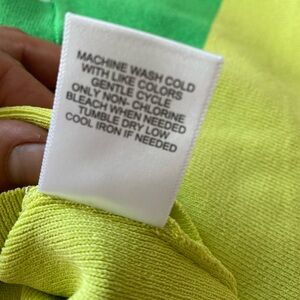 MACHINE WASH COLD
WITH LIKE COLORS
GENTLE CYCLE
ONLY NON- CHLORINE
BLEACH WHEN NEEDED
TUMBLE DRY LOW
COOL IRON IF NEEDED